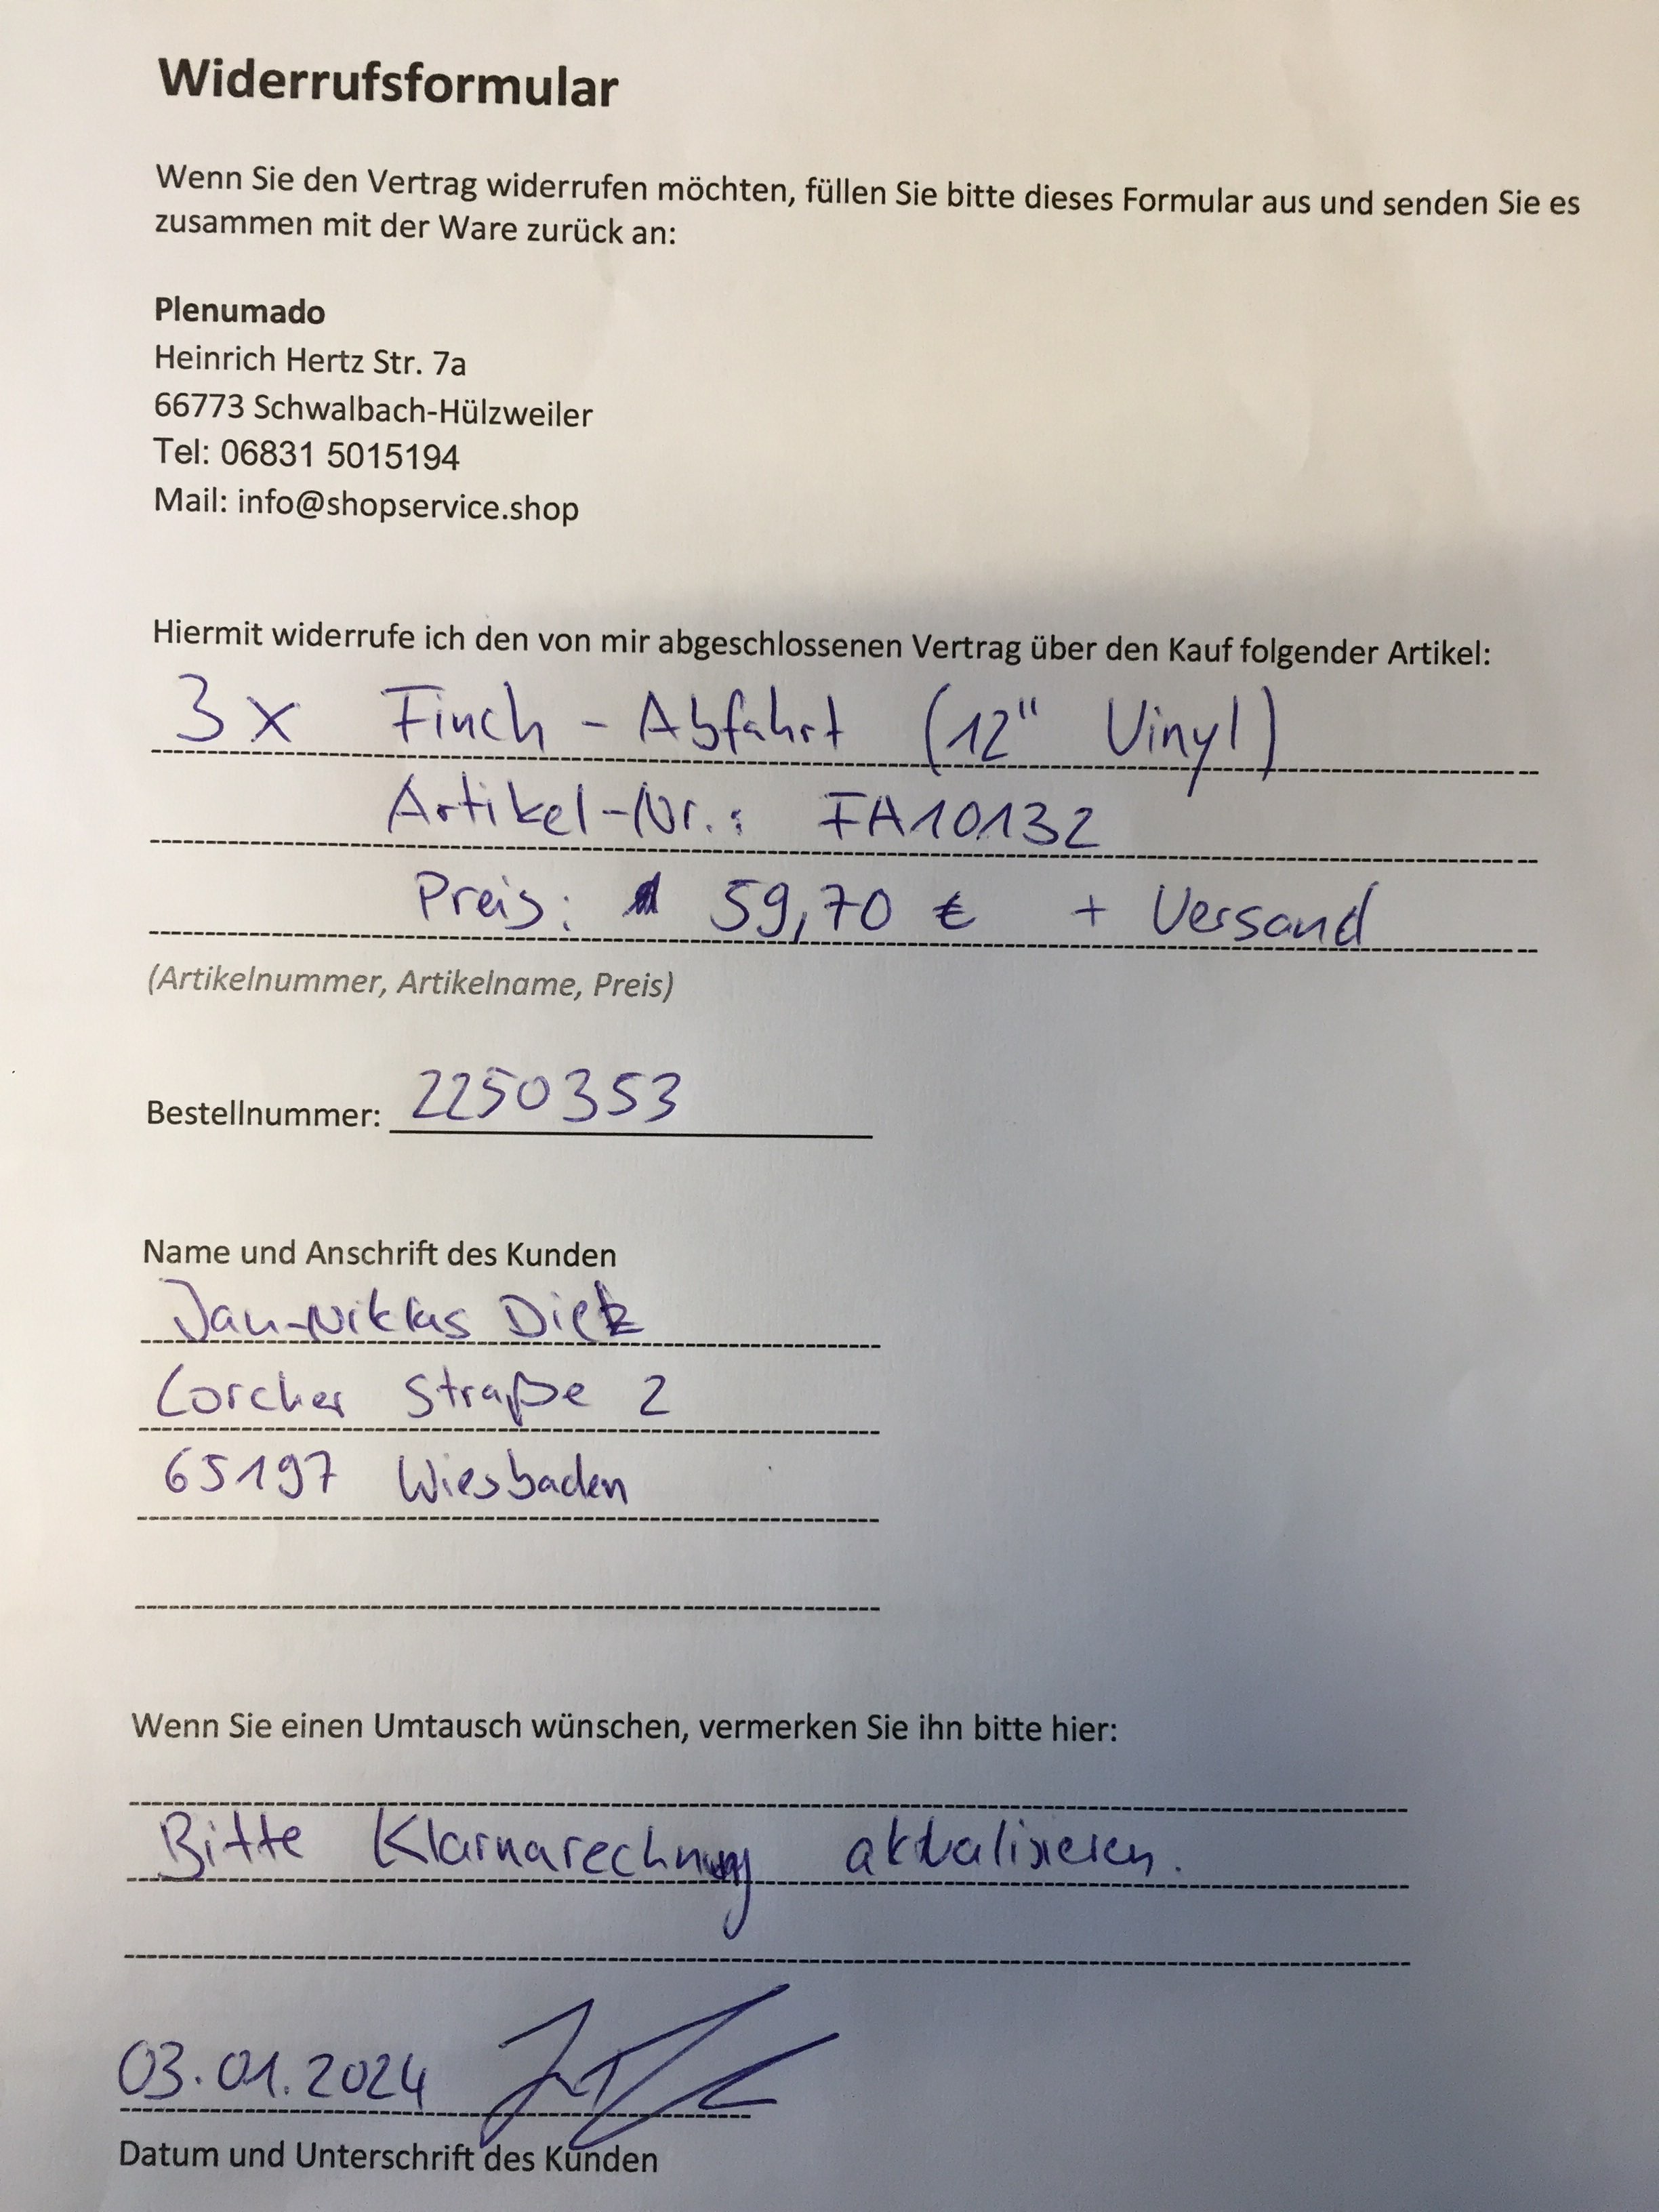 Widerrufsformular
Wenn Sie den Vertrag widerrufen möchten, füllen Sie bitte dieses Formular aus und senden Sie es
zusammen mit der Ware zurück an:
Plenumado
Heinrich Hertz Str. 7a
66773 Schwalbach-Hülzweiler
Tel: 06831 5015194
Mail: info@shopservice.shop
Hiermit widerrufe ich den von mir abgeschlossenen Vertrag über den Kauf folgender Artikel:
3x Finch - Abfahrt (12" Vinyl)
Artikel-Nr.: FA10132
Preis: 59,70 € + Versand
(Artikelnummer, Artikelname, Preis)
Bestellnummer: 2250353
Name und Anschrift des Kunden
Jan-Niklas
Lorcher Straße 2
65197 Wiesbaden
Wenn Sie einen Umtausch wünschen, vermerken Sie ihn bitte hier:
Bitte Klarnarechnung aktualisieren.
03.01.2024
Datum und Unterschrift des Kunden